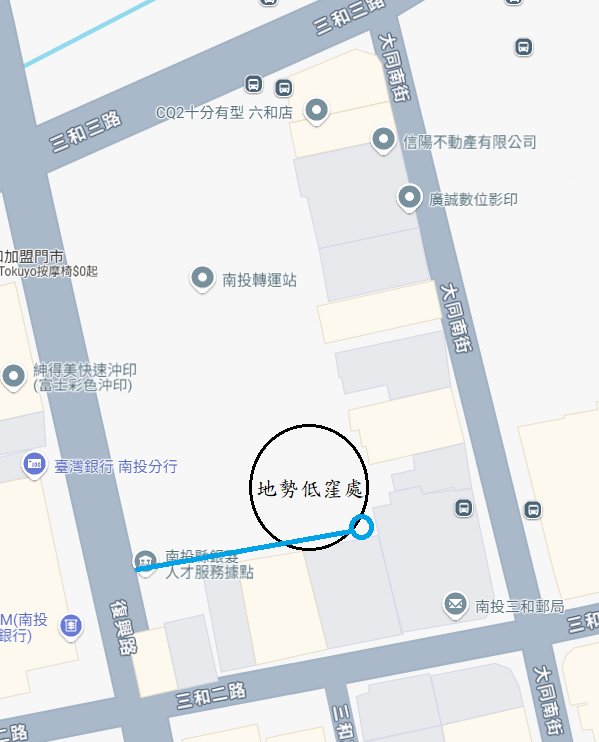 三和三路
大同南街
CQ2十分有型 六和店
三和三路
信陽不動產有限公司
廣誠數位影印
和加盟門市
Tokuyo按摩椅$0起
南投轉運站
大同南街
紳得美快速沖印
(富士彩色沖印)
臺灣銀行 南投分行
地勢低窪處
南投縣銀髮
人才服務據點
南投三和郵局
復興路
M(南投
銀行)
三和
三和二路
大同南街
三和
二路